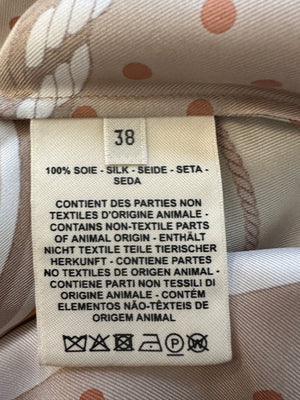 38
100% SOIE - SILK - SEIDE - SETA -
SEDA
CONTIENT DES PARTIES NON
TEXTILES D'ORIGINE ANIMALE -
CONTAINS NON-TEXTILE PARTS
OF ANIMAL ORIGIN - ENTHÄLT
NICHT TEXTILE TEILE TIERISCHER
HERKUNFT - CONTIENE PARTES
NO TEXTILES DE ORIGEN ANIMAL -
CONTIENE PARTI NON TESSILI DI
ORIGINE ANIMALE - CONTÉM
ELEMENTOS NÃO-TÊXTEIS DE
ORIGEM ANIMAL
P W